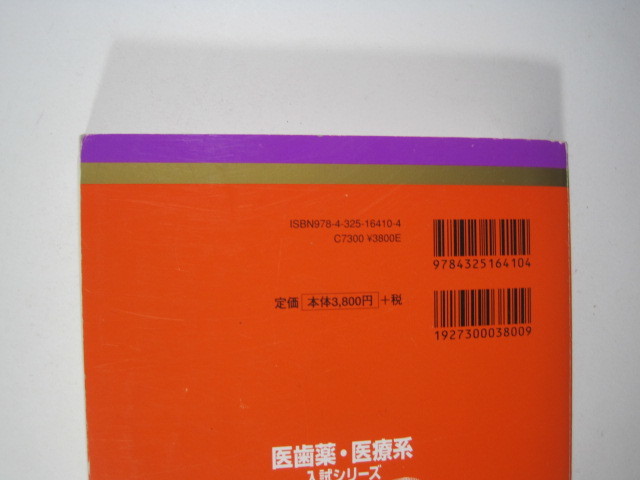 ISBN978-4-325-16410-4
C7300 ¥3800E
9784325164104
定価 本体3,800円 +税
1927300038009
医歯薬・医療系
入試シリーズ